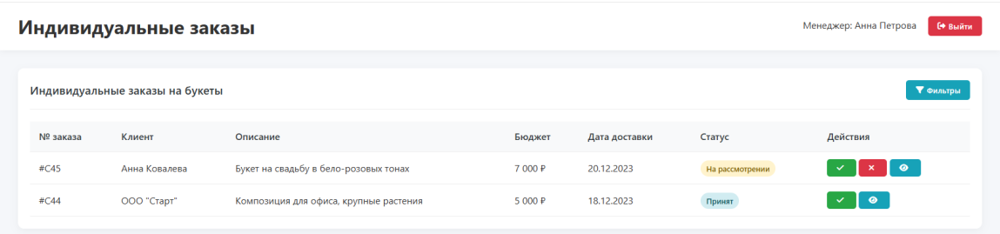 Индивидуальные заказы
Менеджер: Анна Петрова Выйти
Индивидуальные заказы на букеты
Фильтры
№ заказа Клиент Описание Бюджет Дата доставки Статус Действия
#C45 Анна Ковалева Букет на свадьбу в бело-розовых тонах 7 000 ₽ 20.12.2023 На рассмотрении
#C44 ООО "Старт" Композиция для офиса, крупные растения 5 000 ₽ 18.12.2023 Принят